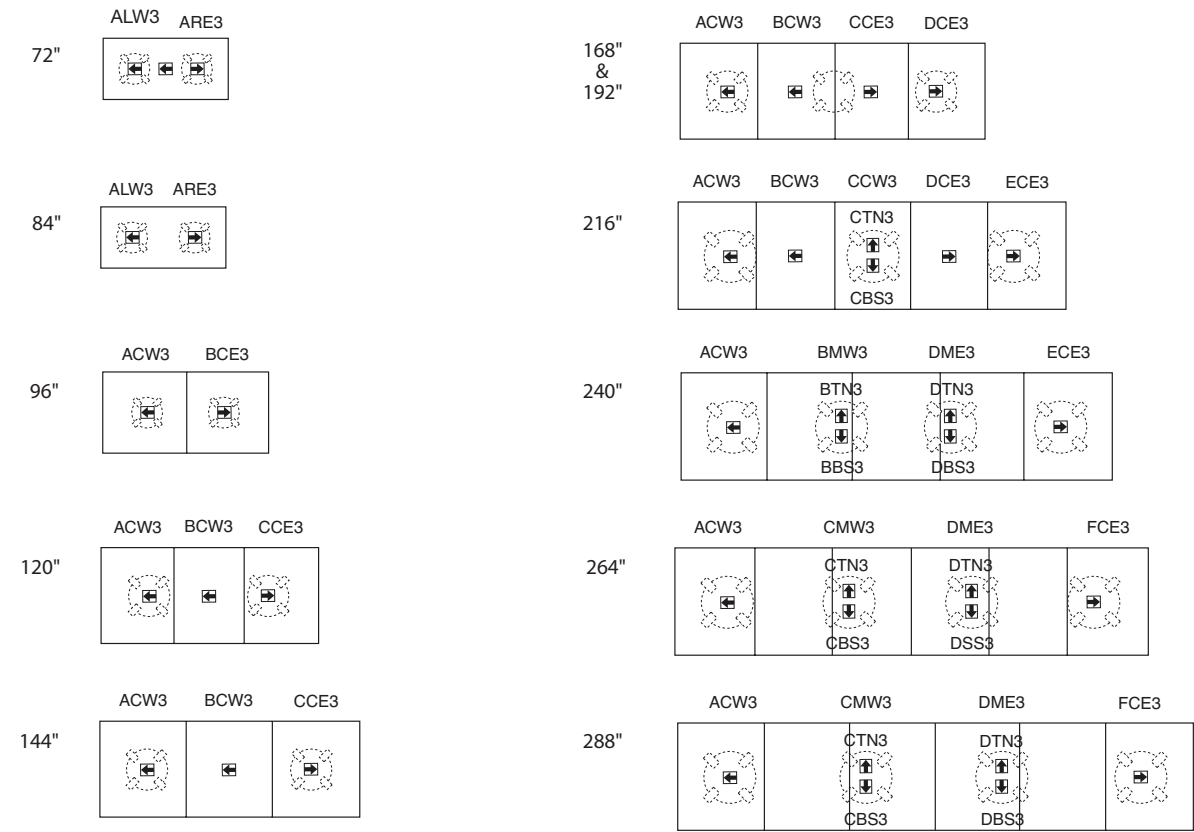 ALW3 ARE3
72"
ALW3 ARE3
84"
ACW3 BCE3
96"
ACW3 BCW3 CCE3
120"
ACW3 BCW3 CCE3
144"
ACW3 BCW3 CCE3 DCE3
168"
&
192"
ACW3 BCW3 CCW3 DCE3 ECE3
216"
CTN3
CBS3
ACW3 BMW3 DME3 ECE3
240"
BTN3 DTN3
BBS3 DBS3
ACW3 CMW3 DME3 FCE3
264"
CTN3 DTN3
CBS3 DSS3
ACW3 CMW3 DME3 FCE3
288"
CTN3 DTN3
CBS3 DBS3